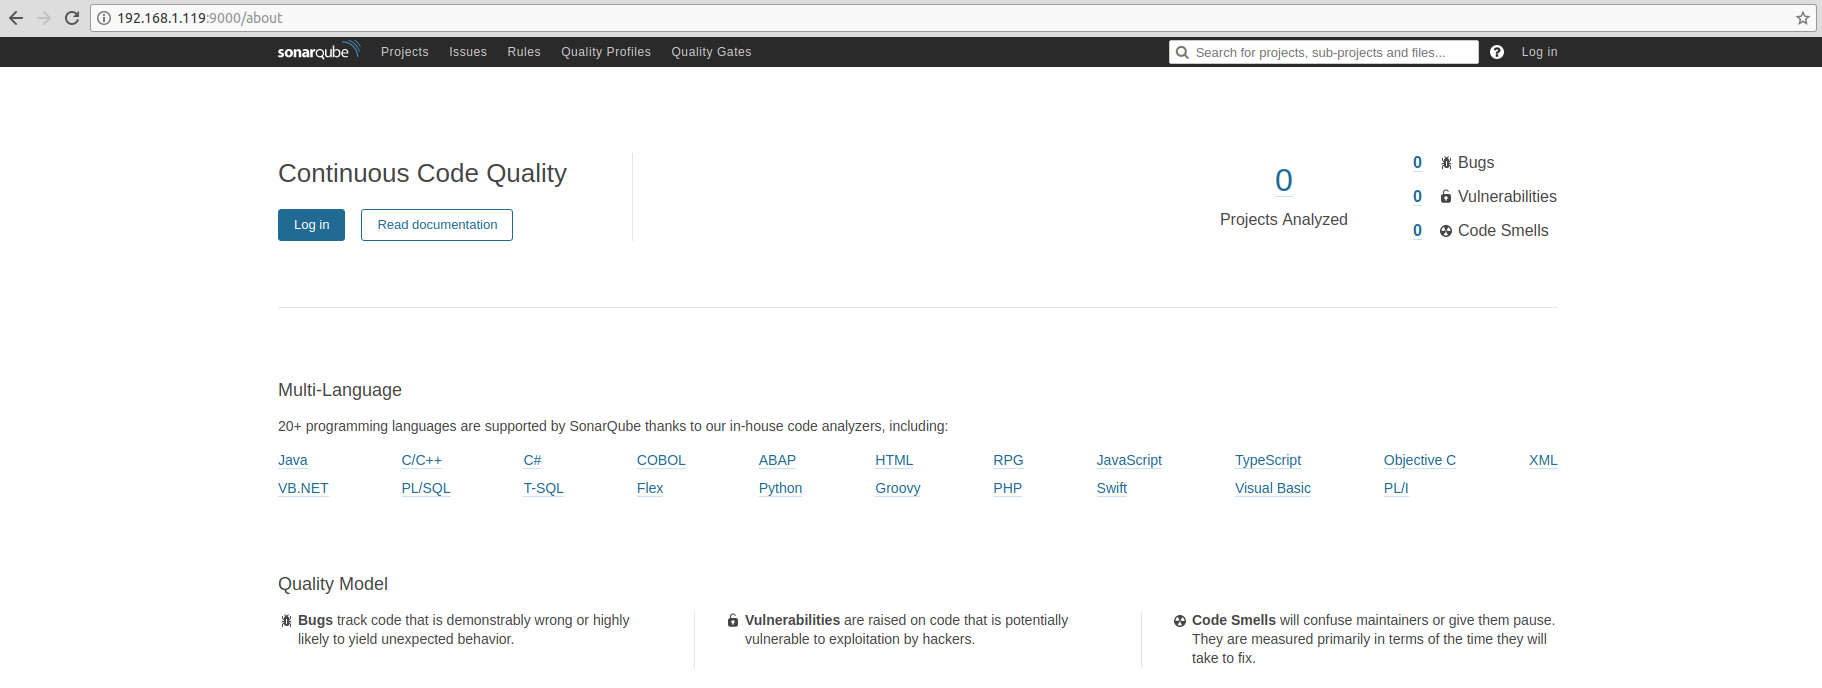 192.168.1.119:9000/about
sonarqube Projects Issues Rules Quality Profiles Quality Gates Search for projects, sub-projects and files... ? Log in
Continuous Code Quality
Log in Read documentation
0
Projects Analyzed
0 Bugs
0 Vulnerabilities
0 Code Smells
Multi-Language
20+ programming languages are supported by SonarQube thanks to our in-house code analyzers, including:
Java C/C++ C# COBOL ABAP HTML RPG JavaScript TypeScript Objective C XML
VB.NET PL/SQL T-SQL Flex Python Groovy PHP Swift Visual Basic PL/I
Quality Model
Bugs track code that is demonstrably wrong or highly
likely to yield unexpected behavior.
Vulnerabilities are raised on code that is potentially
vulnerable to exploitation by hackers.
Code Smells will confuse maintainers or give them pause.
They are measured primarily in terms of the time they will
take to fix.